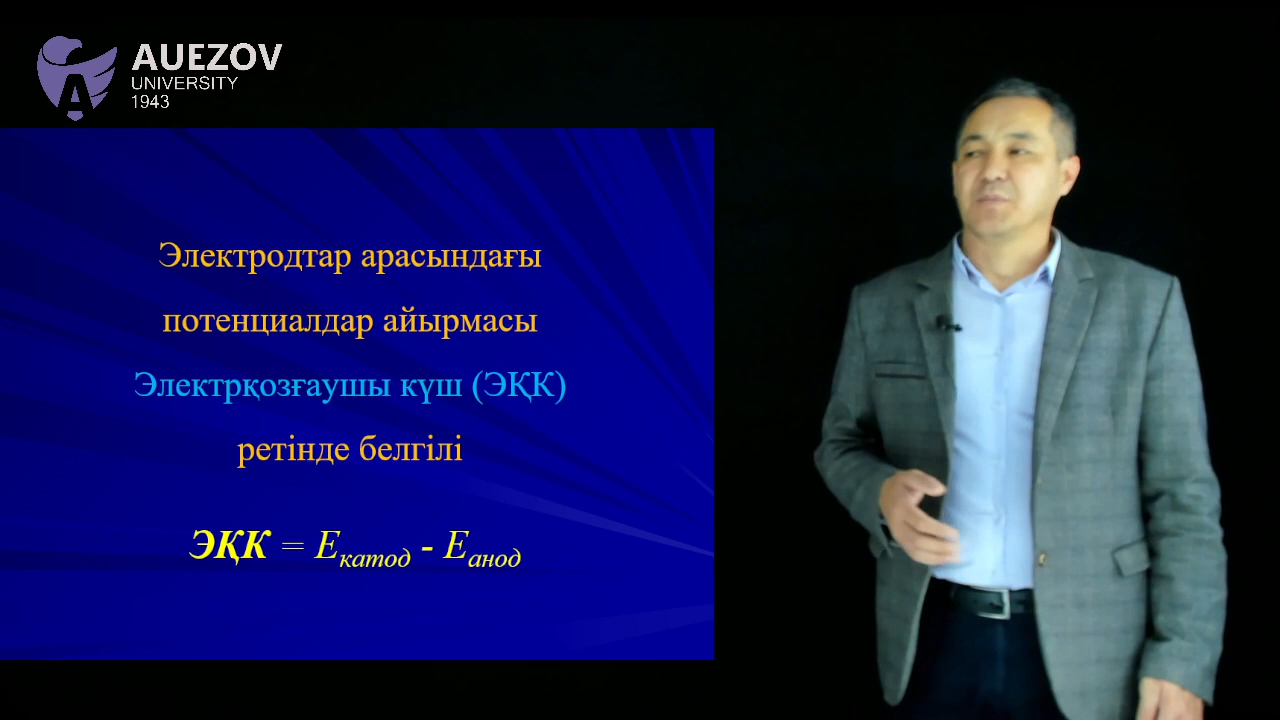 AUEZOV
UNIVERSITY
1943
Электродтар арасындағы
потенциалдар айырмасы
Электрқозғаушы күш (ЭҚК)
ретінде белгілі
ЭҚК = Eкатод - Eанод